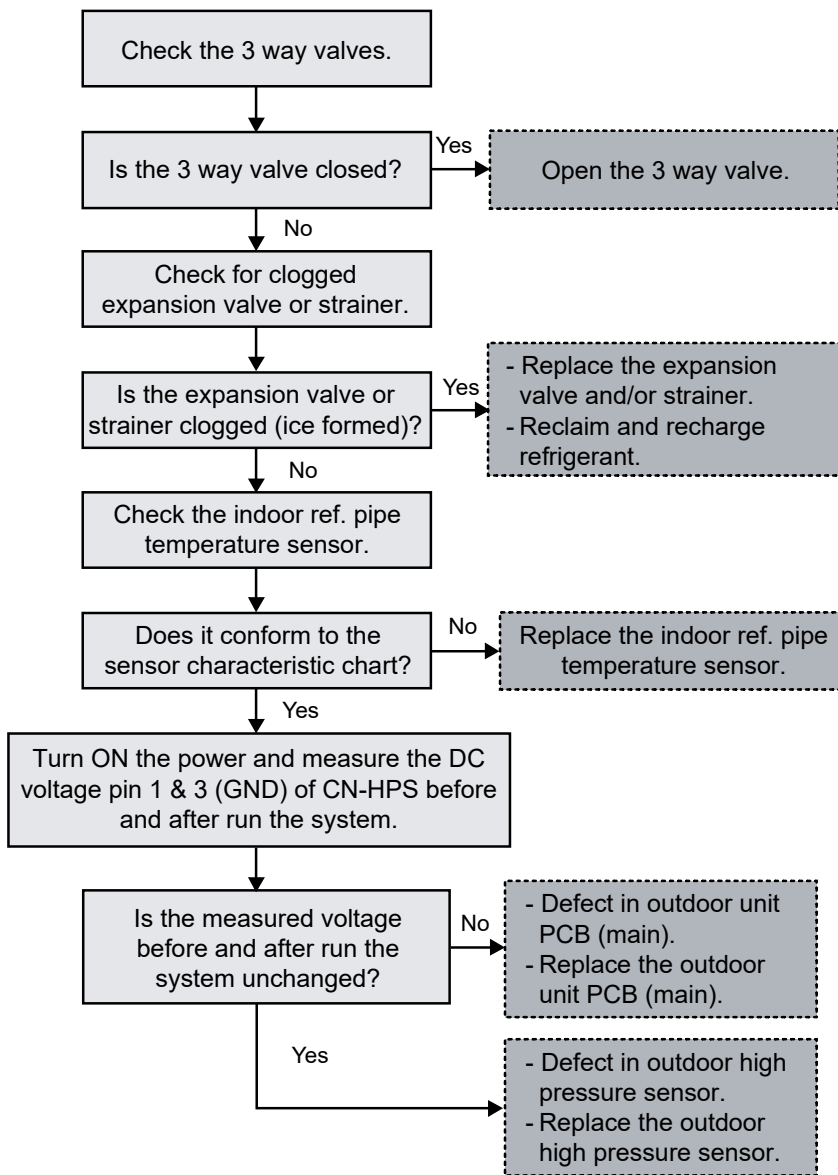 Check the 3 way valves.
Is the 3 way valve closed?
Yes
Open the 3 way valve.
No
Check for clogged
expansion valve or strainer.
Is the expansion valve or
strainer clogged (ice formed)?
Yes
- Replace the expansion
valve and/or strainer.
- Reclaim and recharge
refrigerant.
No
Check the indoor ref. pipe
temperature sensor.
Does it conform to the
sensor characteristic chart?
No
Replace the indoor ref. pipe
temperature sensor.
Yes
Turn ON the power and measure the DC
voltage pin 1 & 3 (GND) of CN-HPS before
and after run the system.
Is the measured voltage
before and after run the
system unchanged?
No
- Defect in outdoor unit
PCB (main).
- Replace the outdoor
unit PCB (main).
Yes
- Defect in outdoor high
pressure sensor.
- Replace the outdoor
high pressure sensor.